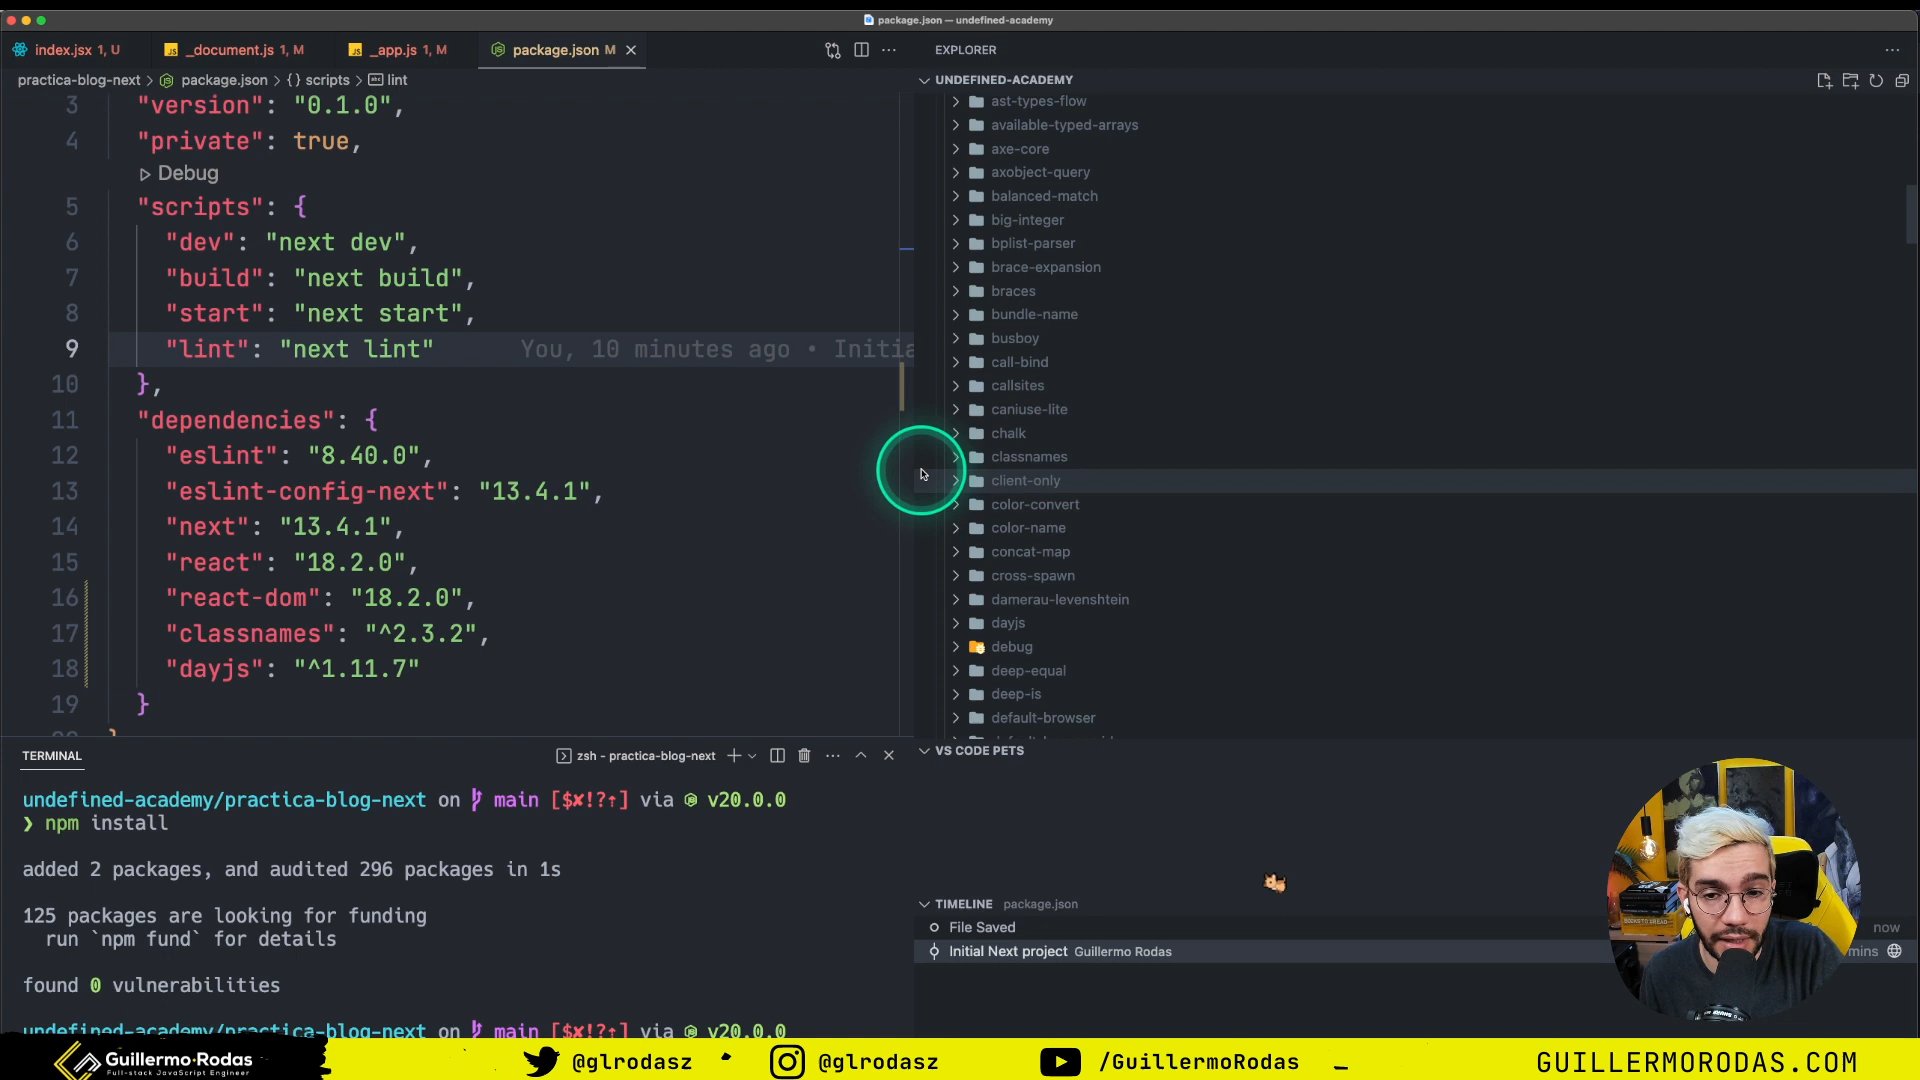 package.json — undefined-academy
index.jsx 1, U
_document.js 1, M
_app.js 1, M
package.json M
practica-blog-next > package.json > {} scripts > lint
3 "version": "0.1.0",
4 "private": true,
Debug
5 "scripts": {
6 "dev": "next dev",
7 "build": "next build",
8 "start": "next start",
9 "lint": "next lint" You, 10 minutes ago • Initia
10 },
11 "dependencies": {
12 "eslint": "8.40.0",
13 "eslint-config-next": "13.4.1",
14 "next": "13.4.1",
15 "react": "18.2.0",
16 "react-dom": "18.2.0",
17 "classnames": "^2.3.2",
18 "dayjs": "^1.11.7"
19 }
TERMINAL
zsh - practica-blog-next
undefined-academy/practica-blog-next on main [$✘!?⇡] via v20.0.0
❯ npm install
added 2 packages, and audited 296 packages in 1s
125 packages are looking for funding
run `npm fund` for details
found 0 vulnerabilities
undefined-academy/practica-blog-next on main [$✘!?⇡] via v20.0.0
EXPLORER
UNDEFINED-ACADEMY
ast-types-flow
available-typed-arrays
axe-core
axobject-query
balanced-match
big-integer
bplist-parser
brace-expansion
braces
bundle-name
busboy
call-bind
callsites
caniuse-lite
chalk
classnames
client-only
color-convert
color-name
concat-map
cross-spawn
damerau-levenshtein
dayjs
debug
deep-equal
deep-is
default-browser
VS CODE PETS
TIMELINE package.json
File Saved now
Initial Next project Guillermo Rodas mins
Guillermo Rodas
Full-stack JavaScript Engineer
@glrodasz
@glrodasz
/GuillermoRodas
GUILLERMORODAS.COM